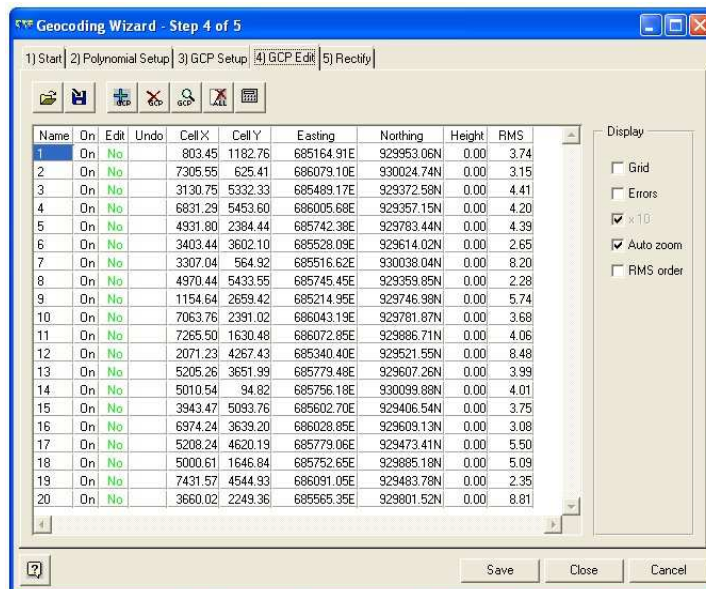 Geocoding Wizard - Step 4 of 5
1) Start 2) Polynomial Setup 3) GCP Setup 4) GCP Edit 5) Rectify
GCP GCP GCP ALL
Name On Edit Undo Cell X Cell Y Easting Northing Height RMS
1 On No 803.45 1182.76 685164.91E 929953.06N 0.00 3.74
2 On No 7305.55 625.41 686079.10E 930024.74N 0.00 3.15
3 On No 3130.75 5332.33 685489.17E 929372.58N 0.00 4.41
4 On No 6831.29 5453.60 686005.68E 929357.15N 0.00 4.20
5 On No 4931.80 2384.44 685742.38E 929783.44N 0.00 4.39
6 On No 3403.44 3602.10 685528.09E 929614.02N 0.00 2.65
7 On No 3307.04 564.92 685516.62E 930038.04N 0.00 8.20
8 On No 4970.44 5433.55 685745.45E 929359.85N 0.00 2.28
9 On No 1154.64 2659.42 685214.95E 929746.98N 0.00 5.74
10 On No 7063.76 2391.02 686043.19E 929781.87N 0.00 3.68
11 On No 7265.50 1630.48 686072.85E 929886.71N 0.00 4.06
12 On No 2071.23 4267.43 685340.40E 929521.55N 0.00 8.48
13 On No 5205.26 3651.99 685779.48E 929607.26N 0.00 3.99
14 On No 5010.54 94.82 685756.18E 930099.88N 0.00 4.01
15 On No 3943.47 5093.76 685602.70E 929406.54N 0.00 3.75
16 On No 6974.24 3639.20 686028.85E 929609.13N 0.00 3.08
17 On No 5208.24 4620.19 685779.06E 929473.41N 0.00 5.50
18 On No 5000.61 1646.84 685752.65E 929885.18N 0.00 5.09
19 On No 7431.57 4544.93 686091.05E 929483.78N 0.00 2.35
20 On No 3660.02 2249.36 685565.35E 929801.52N 0.00 8.81
Display
Grid
Errors
x 10
Auto zoom
RMS order
Save Close Cancel